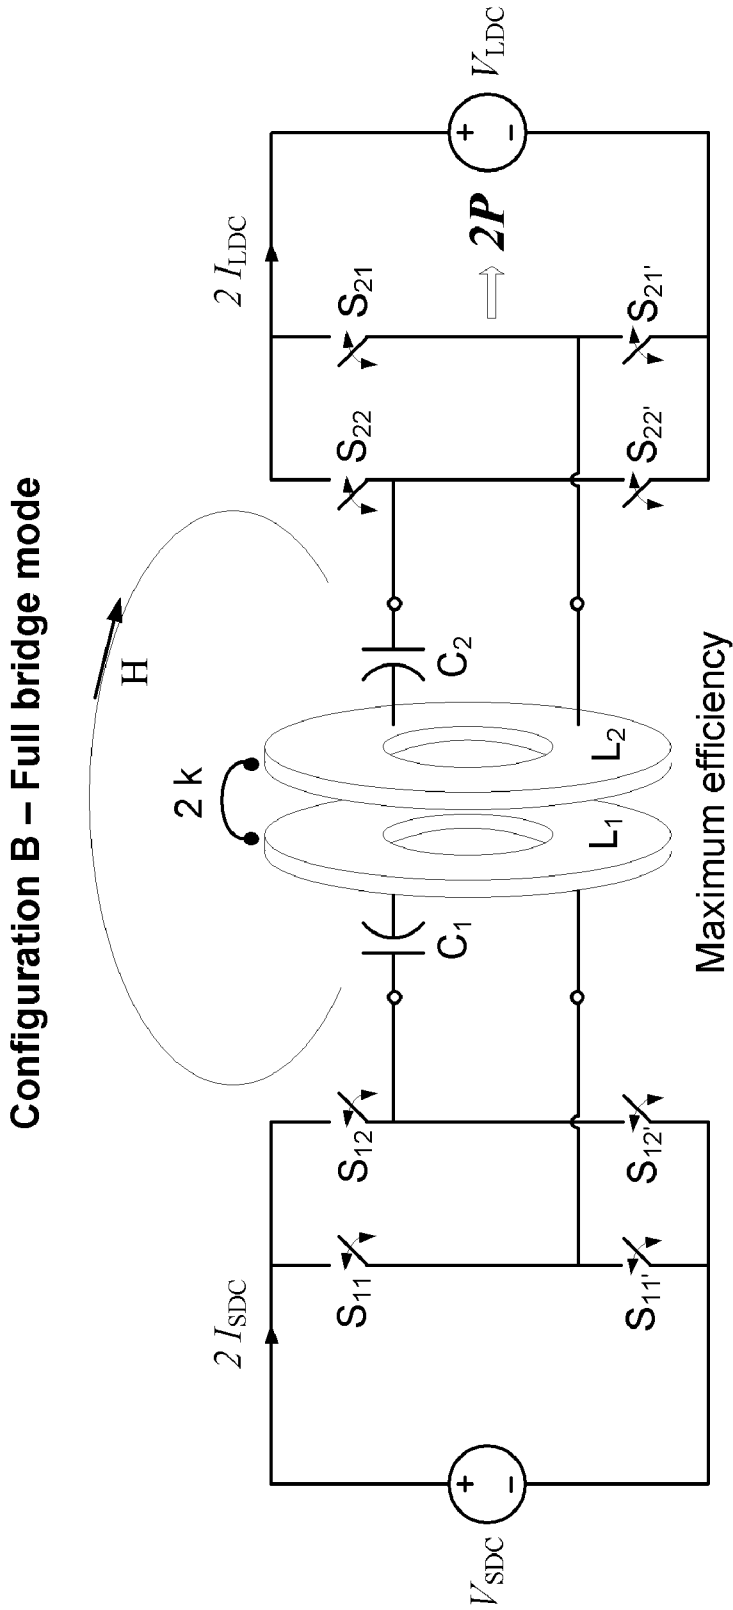 Configuration B – Full bridge mode
H
2 k
2 I_SDC
2 I_LDC
S11
S12
C1
C2
S22
S21
V_SDC
+
–
L1
L2
2P
+
–
V_LDC
S11'
S12'
S22'
S21'
Maximum efficiency